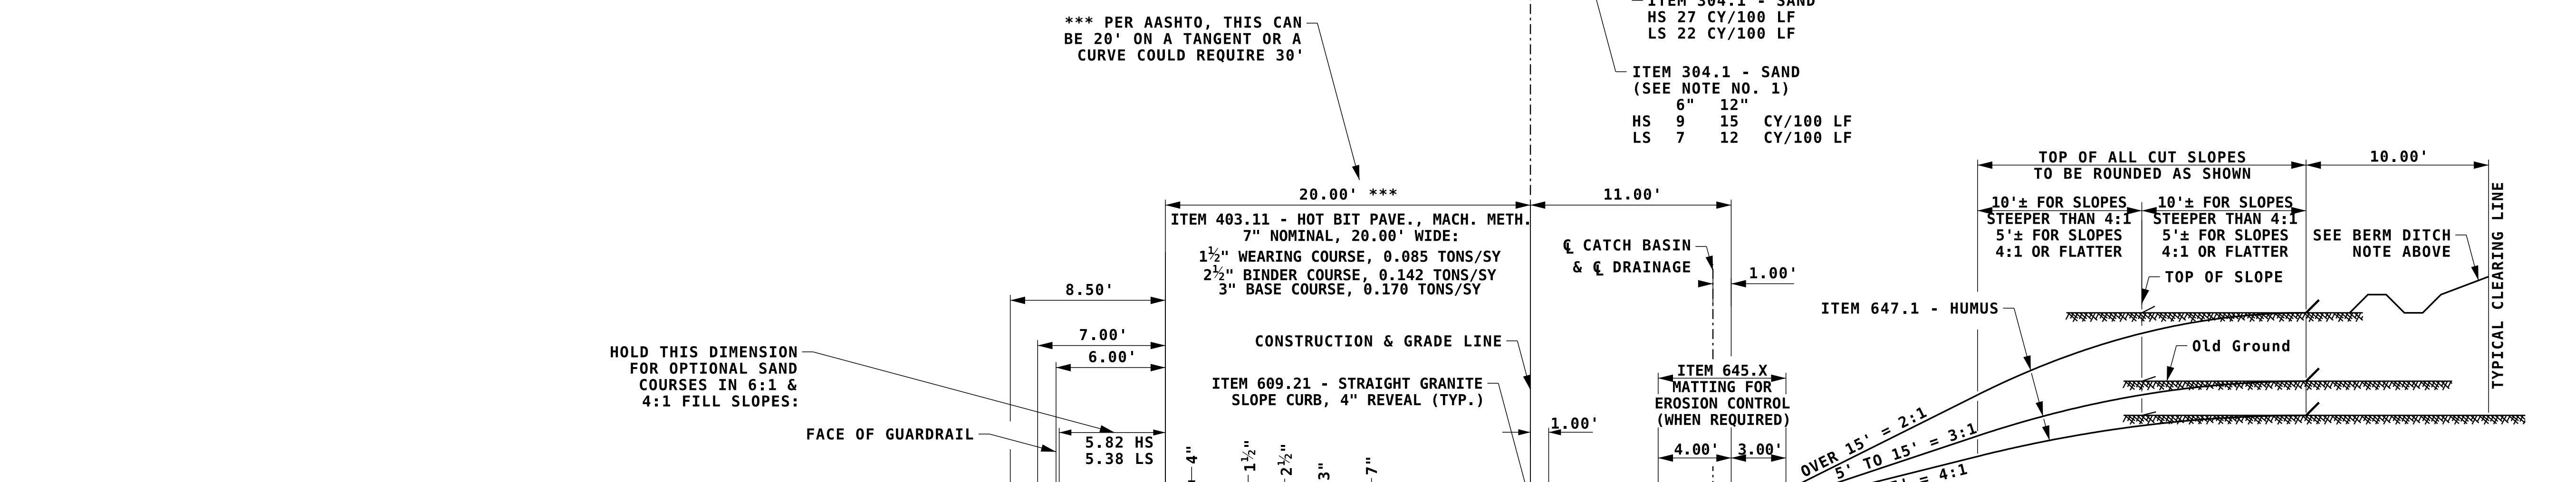 *** PER AASHTO, THIS CAN
BE 20' ON A TANGENT OR A
CURVE COULD REQUIRE 30'
ITEM 304.1 - SAND
HS 27 CY/100 LF
LS 22 CY/100 LF
ITEM 304.1 - SAND
(SEE NOTE NO. 1)
6" 12"
HS 9 15 CY/100 LF
LS 7 12 CY/100 LF
TOP OF ALL CUT SLOPES
TO BE ROUNDED AS SHOWN
10.00'
20.00' ***
11.00'
ITEM 403.11 - HOT BIT PAVE., MACH. METH.
7" NOMINAL, 20.00' WIDE:
1½" WEARING COURSE, 0.085 TONS/SY
2½" BINDER COURSE, 0.142 TONS/SY
3" BASE COURSE, 0.170 TONS/SY
℄ CATCH BASIN
& ℄ DRAINAGE
1.00'
10'± FOR SLOPES
STEEPER THAN 4:1
5'± FOR SLOPES
4:1 OR FLATTER
10'± FOR SLOPES
STEEPER THAN 4:1
5'± FOR SLOPES
4:1 OR FLATTER
SEE BERM DITCH
NOTE ABOVE
TYPICAL CLEARING LINE
TOP OF SLOPE
8.50'
7.00'
6.00'
ITEM 647.1 - HUMUS
Old Ground
HOLD THIS DIMENSION
FOR OPTIONAL SAND
COURSES IN 6:1 &
4:1 FILL SLOPES:
CONSTRUCTION & GRADE LINE
ITEM 609.21 - STRAIGHT GRANITE
SLOPE CURB, 4" REVEAL (TYP.)
ITEM 645.X
MATTING FOR
EROSION CONTROL
(WHEN REQUIRED)
FACE OF GUARDRAIL
5.82 HS
5.38 LS
1.00'
4.00'
3.00'
4"
1½"
2½"
3"
7"
OVER 15' = 2:1
5' TO 15' = 3:1
' = 4:1